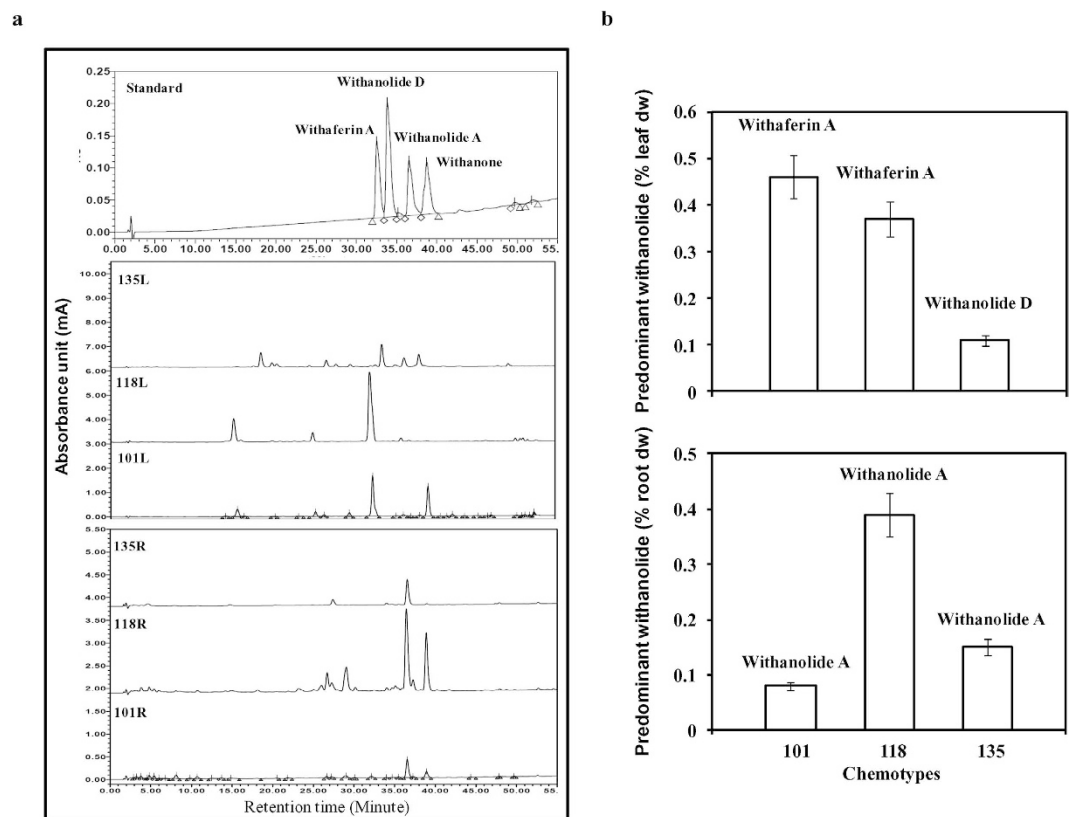 a
Standard
Withanolide D
Withaferin A
Withanolide A
Withanone
0.25
0.20
0.15
0.10
0.05
0.00
0.00 5.00 10.00 15.00 20.00 25.00 30.00 35.00 40.00 45.00 50.00 55.
Absorbance unit (mA)
135L
10.00
9.00
8.00
7.00
6.00
118L
5.00
4.00
3.00
101L
2.00
1.00
0.00
5.50
135R
5.00
4.50
4.00
3.50
118R
3.00
2.50
2.00
1.50
101R
1.00
0.50
0.00
0.00 5.00 10.00 15.00 20.00 25.00 30.00 35.00 40.00 45.00 50.00 55.
Retention time (Minute)
b
Predominant withanolide (% leaf dw)
0.6
0.5
0.4
0.3
0.2
0.1
0
Withaferin A
Withaferin A
Withanolide D
Predominant withanolide (% root dw)
0.5
0.4
0.3
0.2
0.1
0
Withanolide A
Withanolide A
Withanolide A
101 118 135
Chemotypes